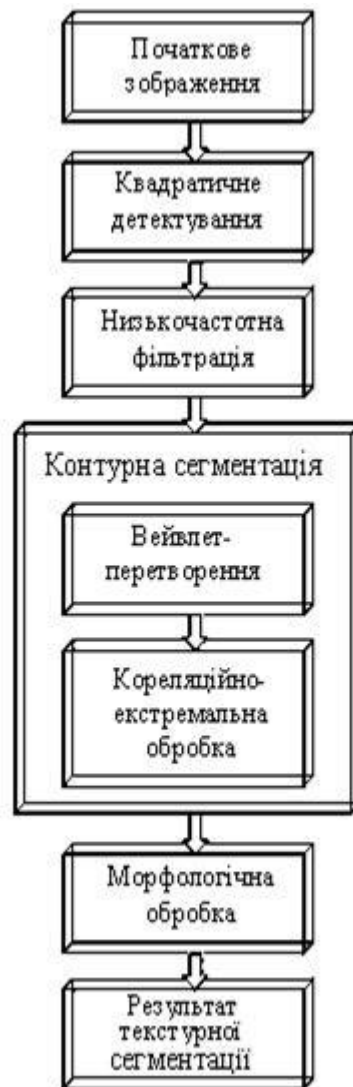 Початкове
зображення
Квадратичне
детектування
Низькочастотна
фільтрація
Контурна сегментація
Вейвлет-
перетворення
Кореляційно-
екстремальна
обробка
Морфологічна
обробка
Результат
текстурної
сегментації